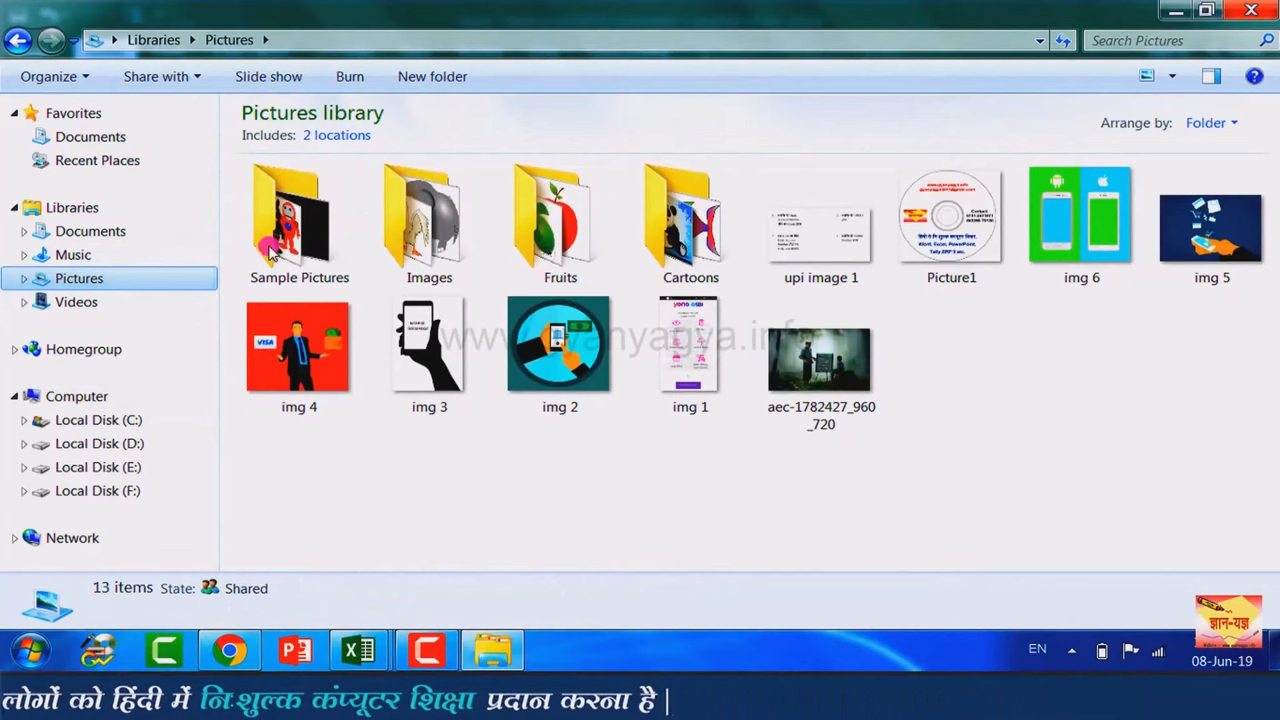 Libraries Pictures
Search Pictures
Organize Share with Slide show Burn New folder
Favorites
Documents
Recent Places
Libraries
Documents
Music
Pictures
Videos
Homegroup
Computer
Local Disk (C:)
Local Disk (D:)
Local Disk (E:)
Local Disk (F:)
Network
Pictures library
Includes: 2 locations
Arrange by: Folder
Sample Pictures Images Fruits Cartoons upi image 1 Picture1 img 6 img 5
VISA
www.gyanyagya.info
img 4 img 3 img 2 img 1 aec-1782427_960
_720
13 items State: Shared
ज्ञान-यज्ञ
EN
08-Jun-19
लोगों को हिंदी में निःशुल्क कंप्यूटर शिक्षा प्रदान करना है |